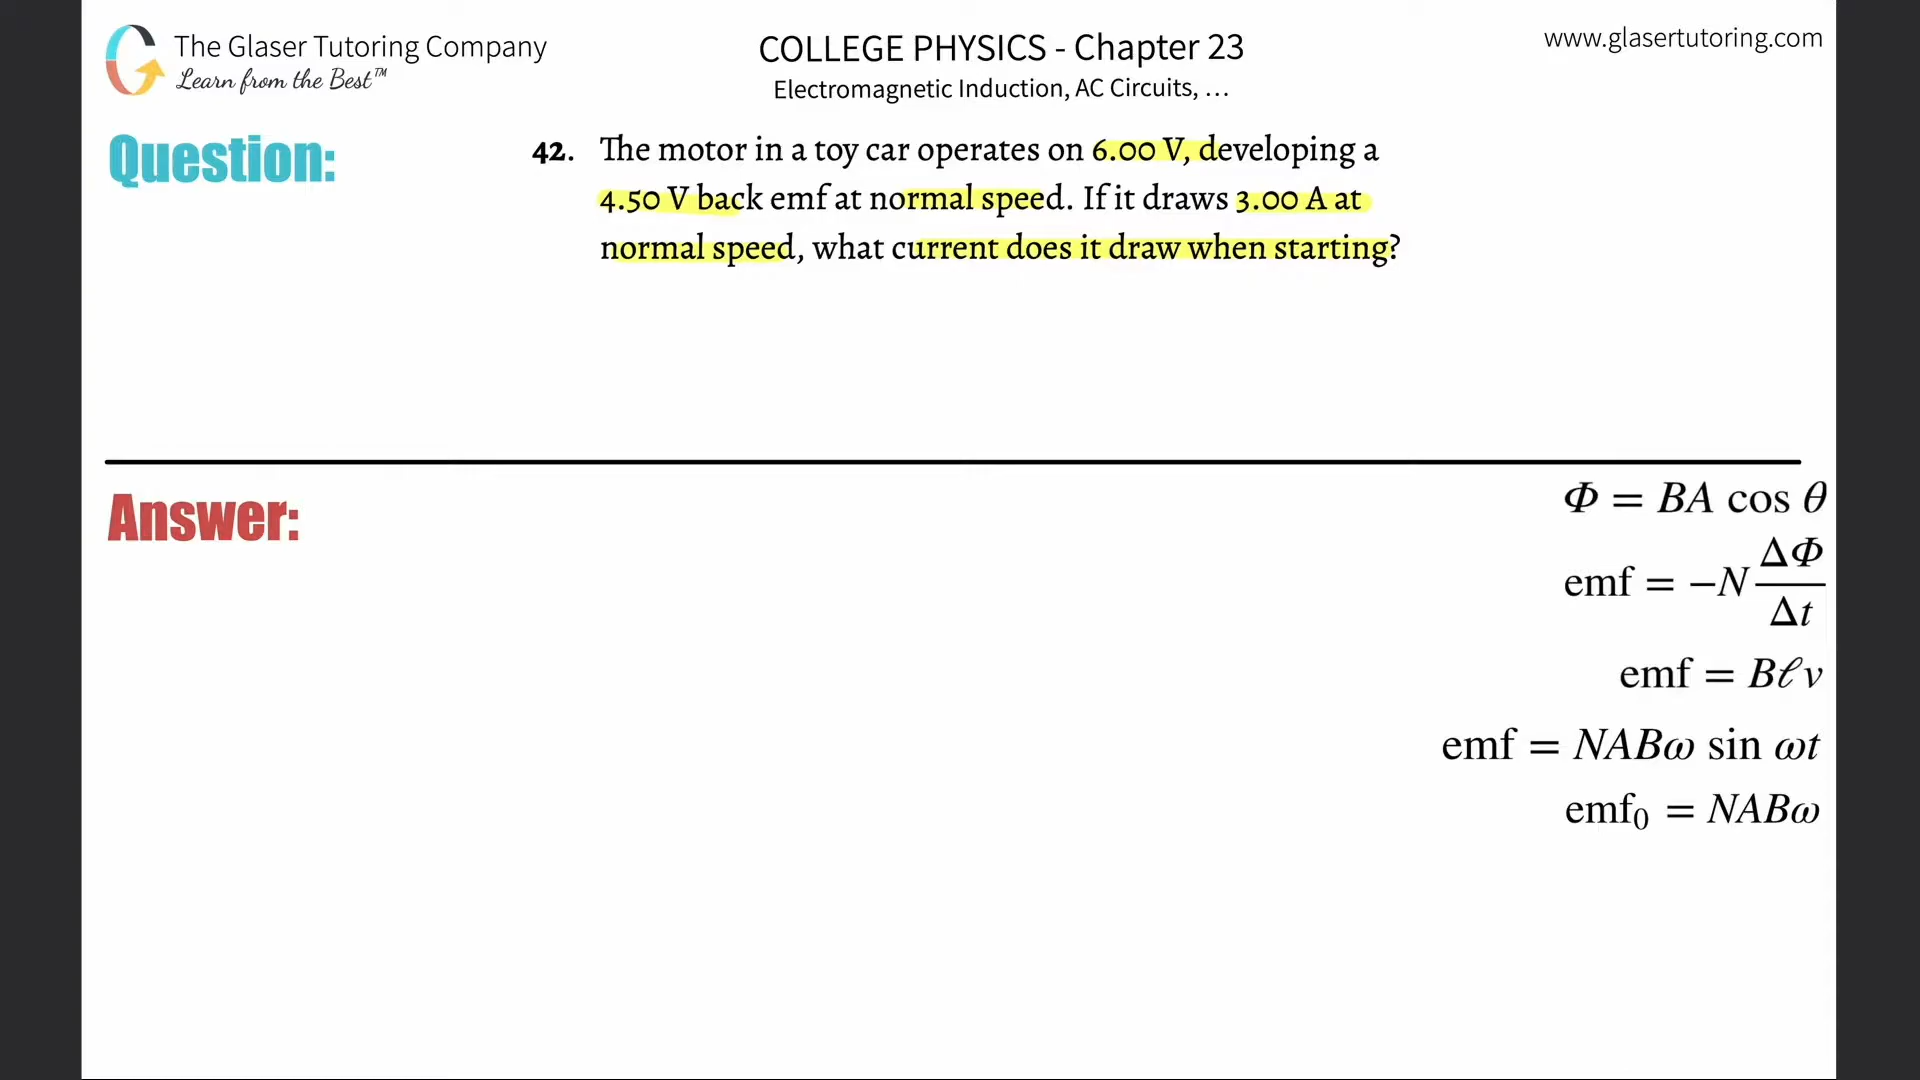 The Glaser Tutoring Company
Learn from the Best™
COLLEGE PHYSICS - Chapter 23
Electromagnetic Induction, AC Circuits, …
www.glasertutoring.com
Question:
42. The motor in a toy car operates on 6.00 V, developing a
4.50 V back emf at normal speed. If it draws 3.00 A at
normal speed, what current does it draw when starting?
Answer:
Φ = BA cos θ
emf = −N ΔΦ/Δt
emf = Bℓv
emf = NABω sin ωt
emf₀ = NABω